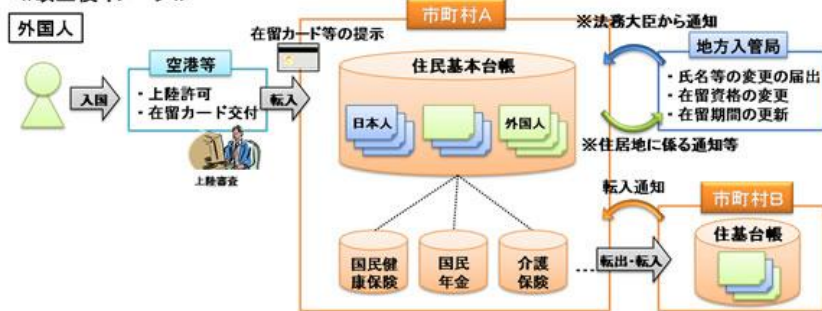 外国人
入国
空港等
・上陸許可
・在留カード交付
上陸審査
転入
在留カード等の提示
市町村A
住民基本台帳
日本人
外国人
国民健
康保険
国民
年金
介護
保険
※法務大臣から通知
地方入管局
・氏名等の変更の届出
・在留資格の変更
・在留期間の更新
※住居地に係る通知等
転入通知
転出・転入
市町村B
住基台帳